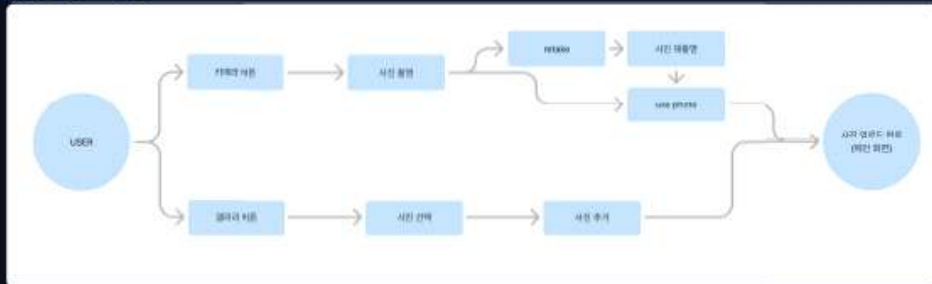 USER
카메라 버튼
사진 촬영
retake
사진 재촬영
use photo
갤러리 버튼
사진 선택
사진 추가
사진 업로드 완료
(메인 화면)